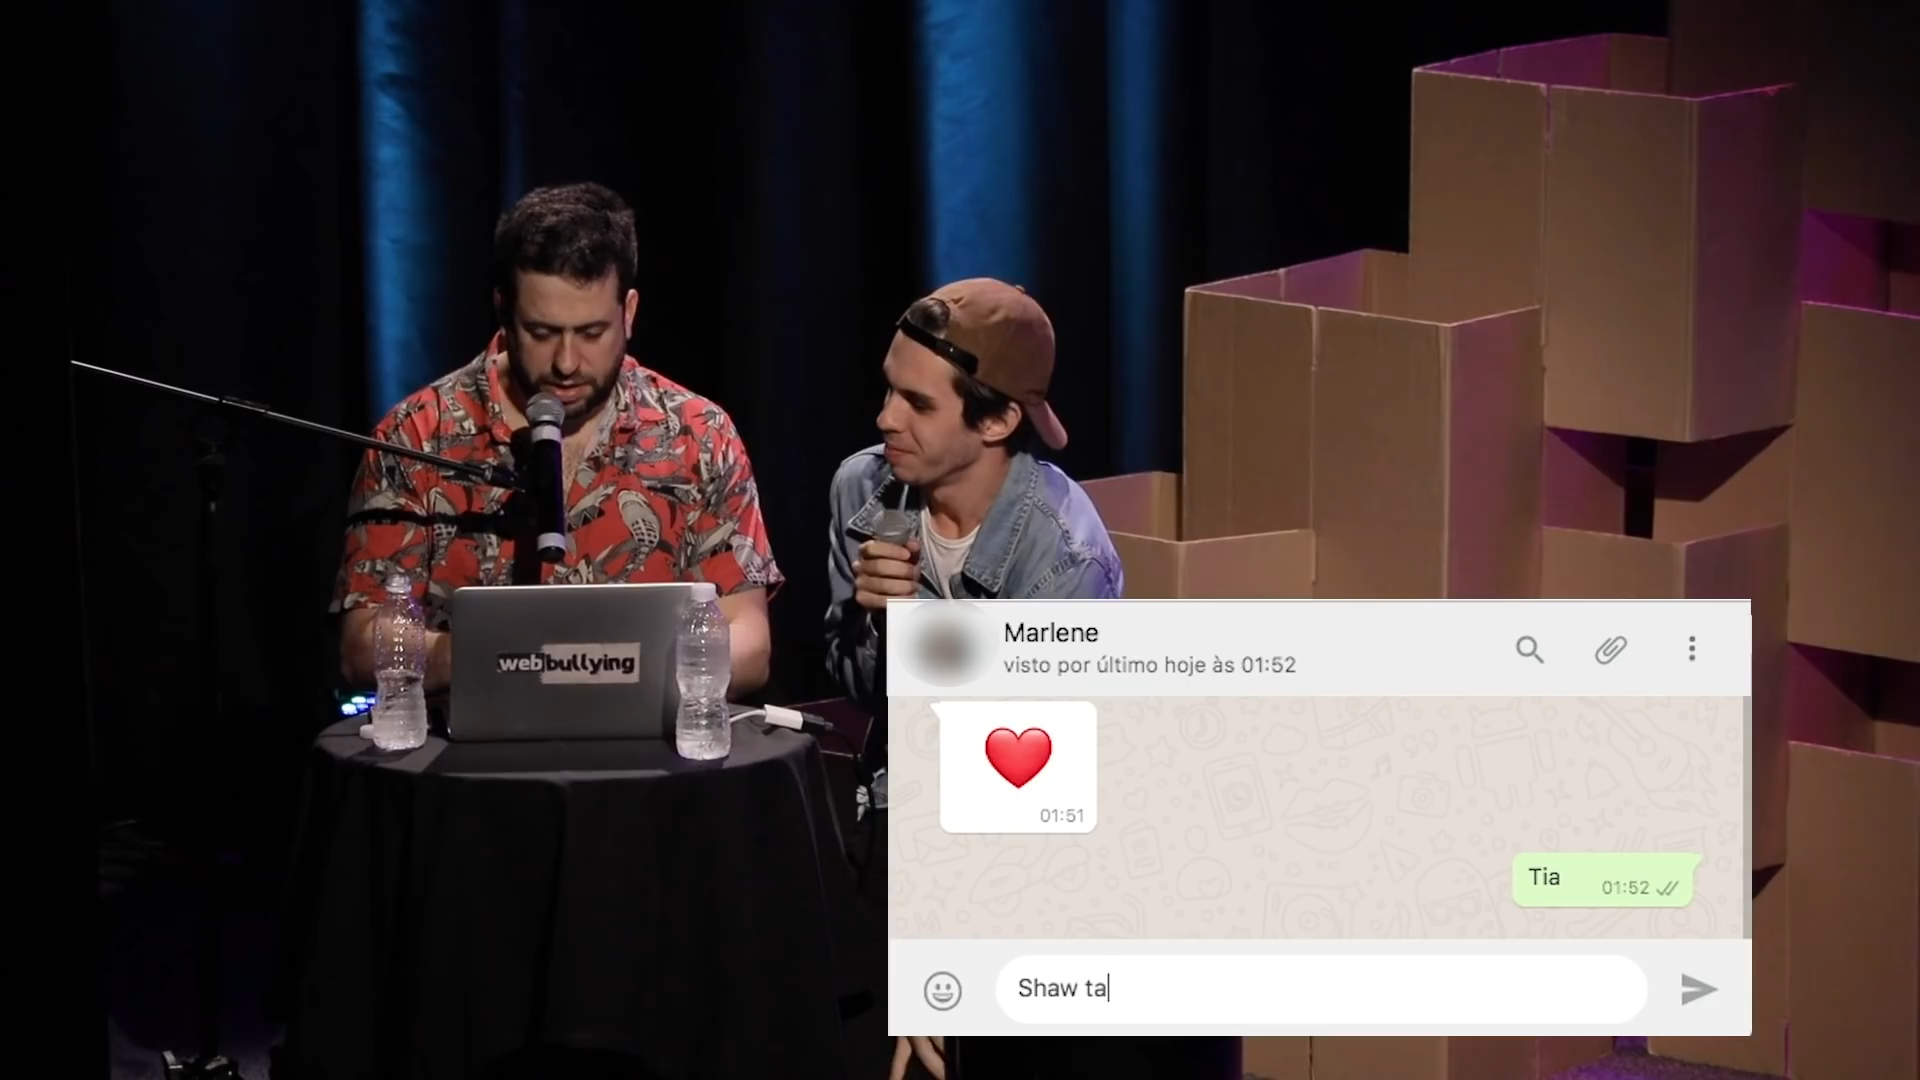 webbullying
Marlene
visto por último hoje às 01:52
❤️
01:51
Tia
01:52
Shaw ta